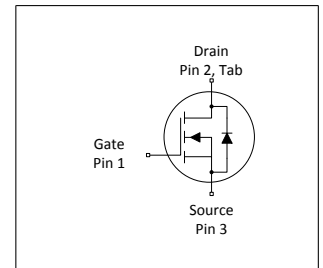 Drain
Pin 2, Tab
Gate
Pin 1
Source
Pin 3